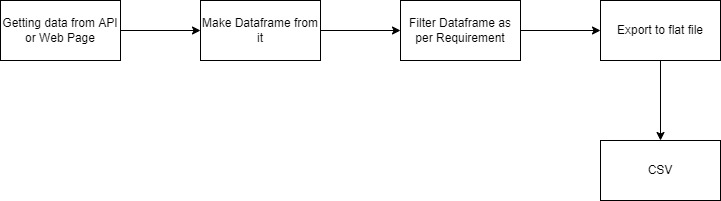 Getting data from API
or Web Page
Make Dataframe from
it
Filter Dataframe as
per Requirement
Export to flat file
CSV